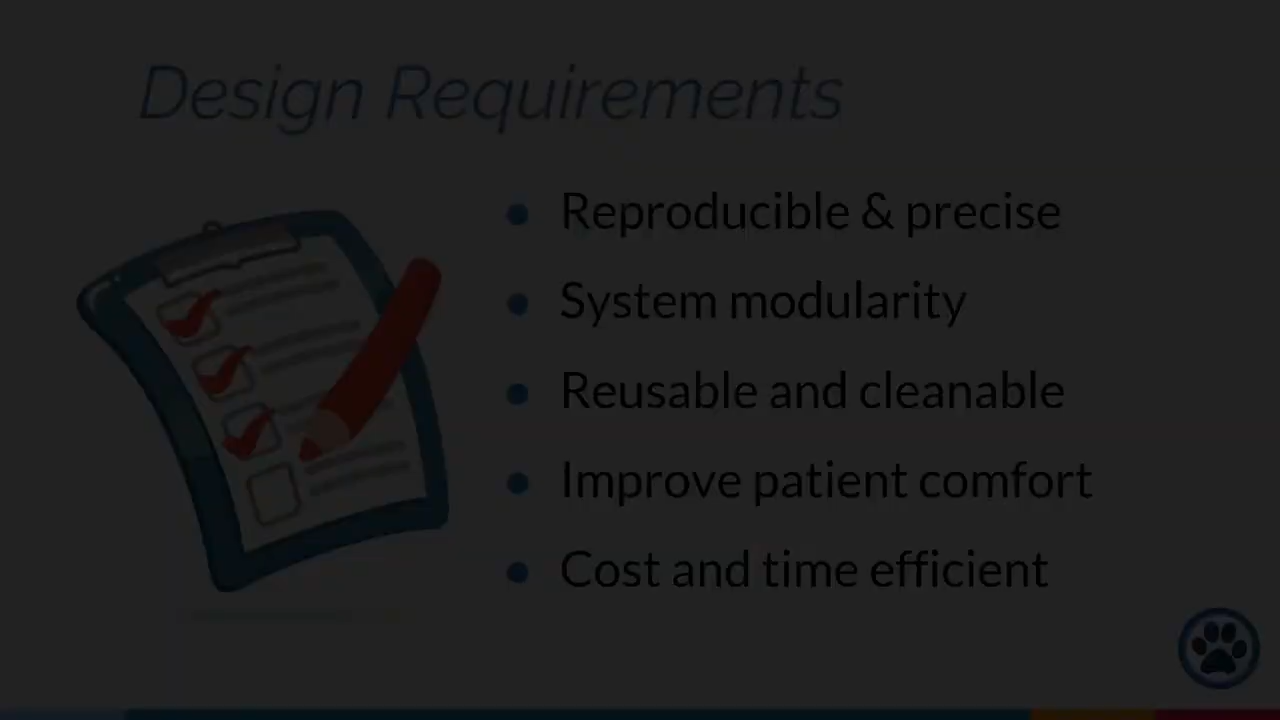 Design Requirements
Reproducible & precise
System modularity
Reusable and cleanable
Improve patient comfort
Cost and time efficient